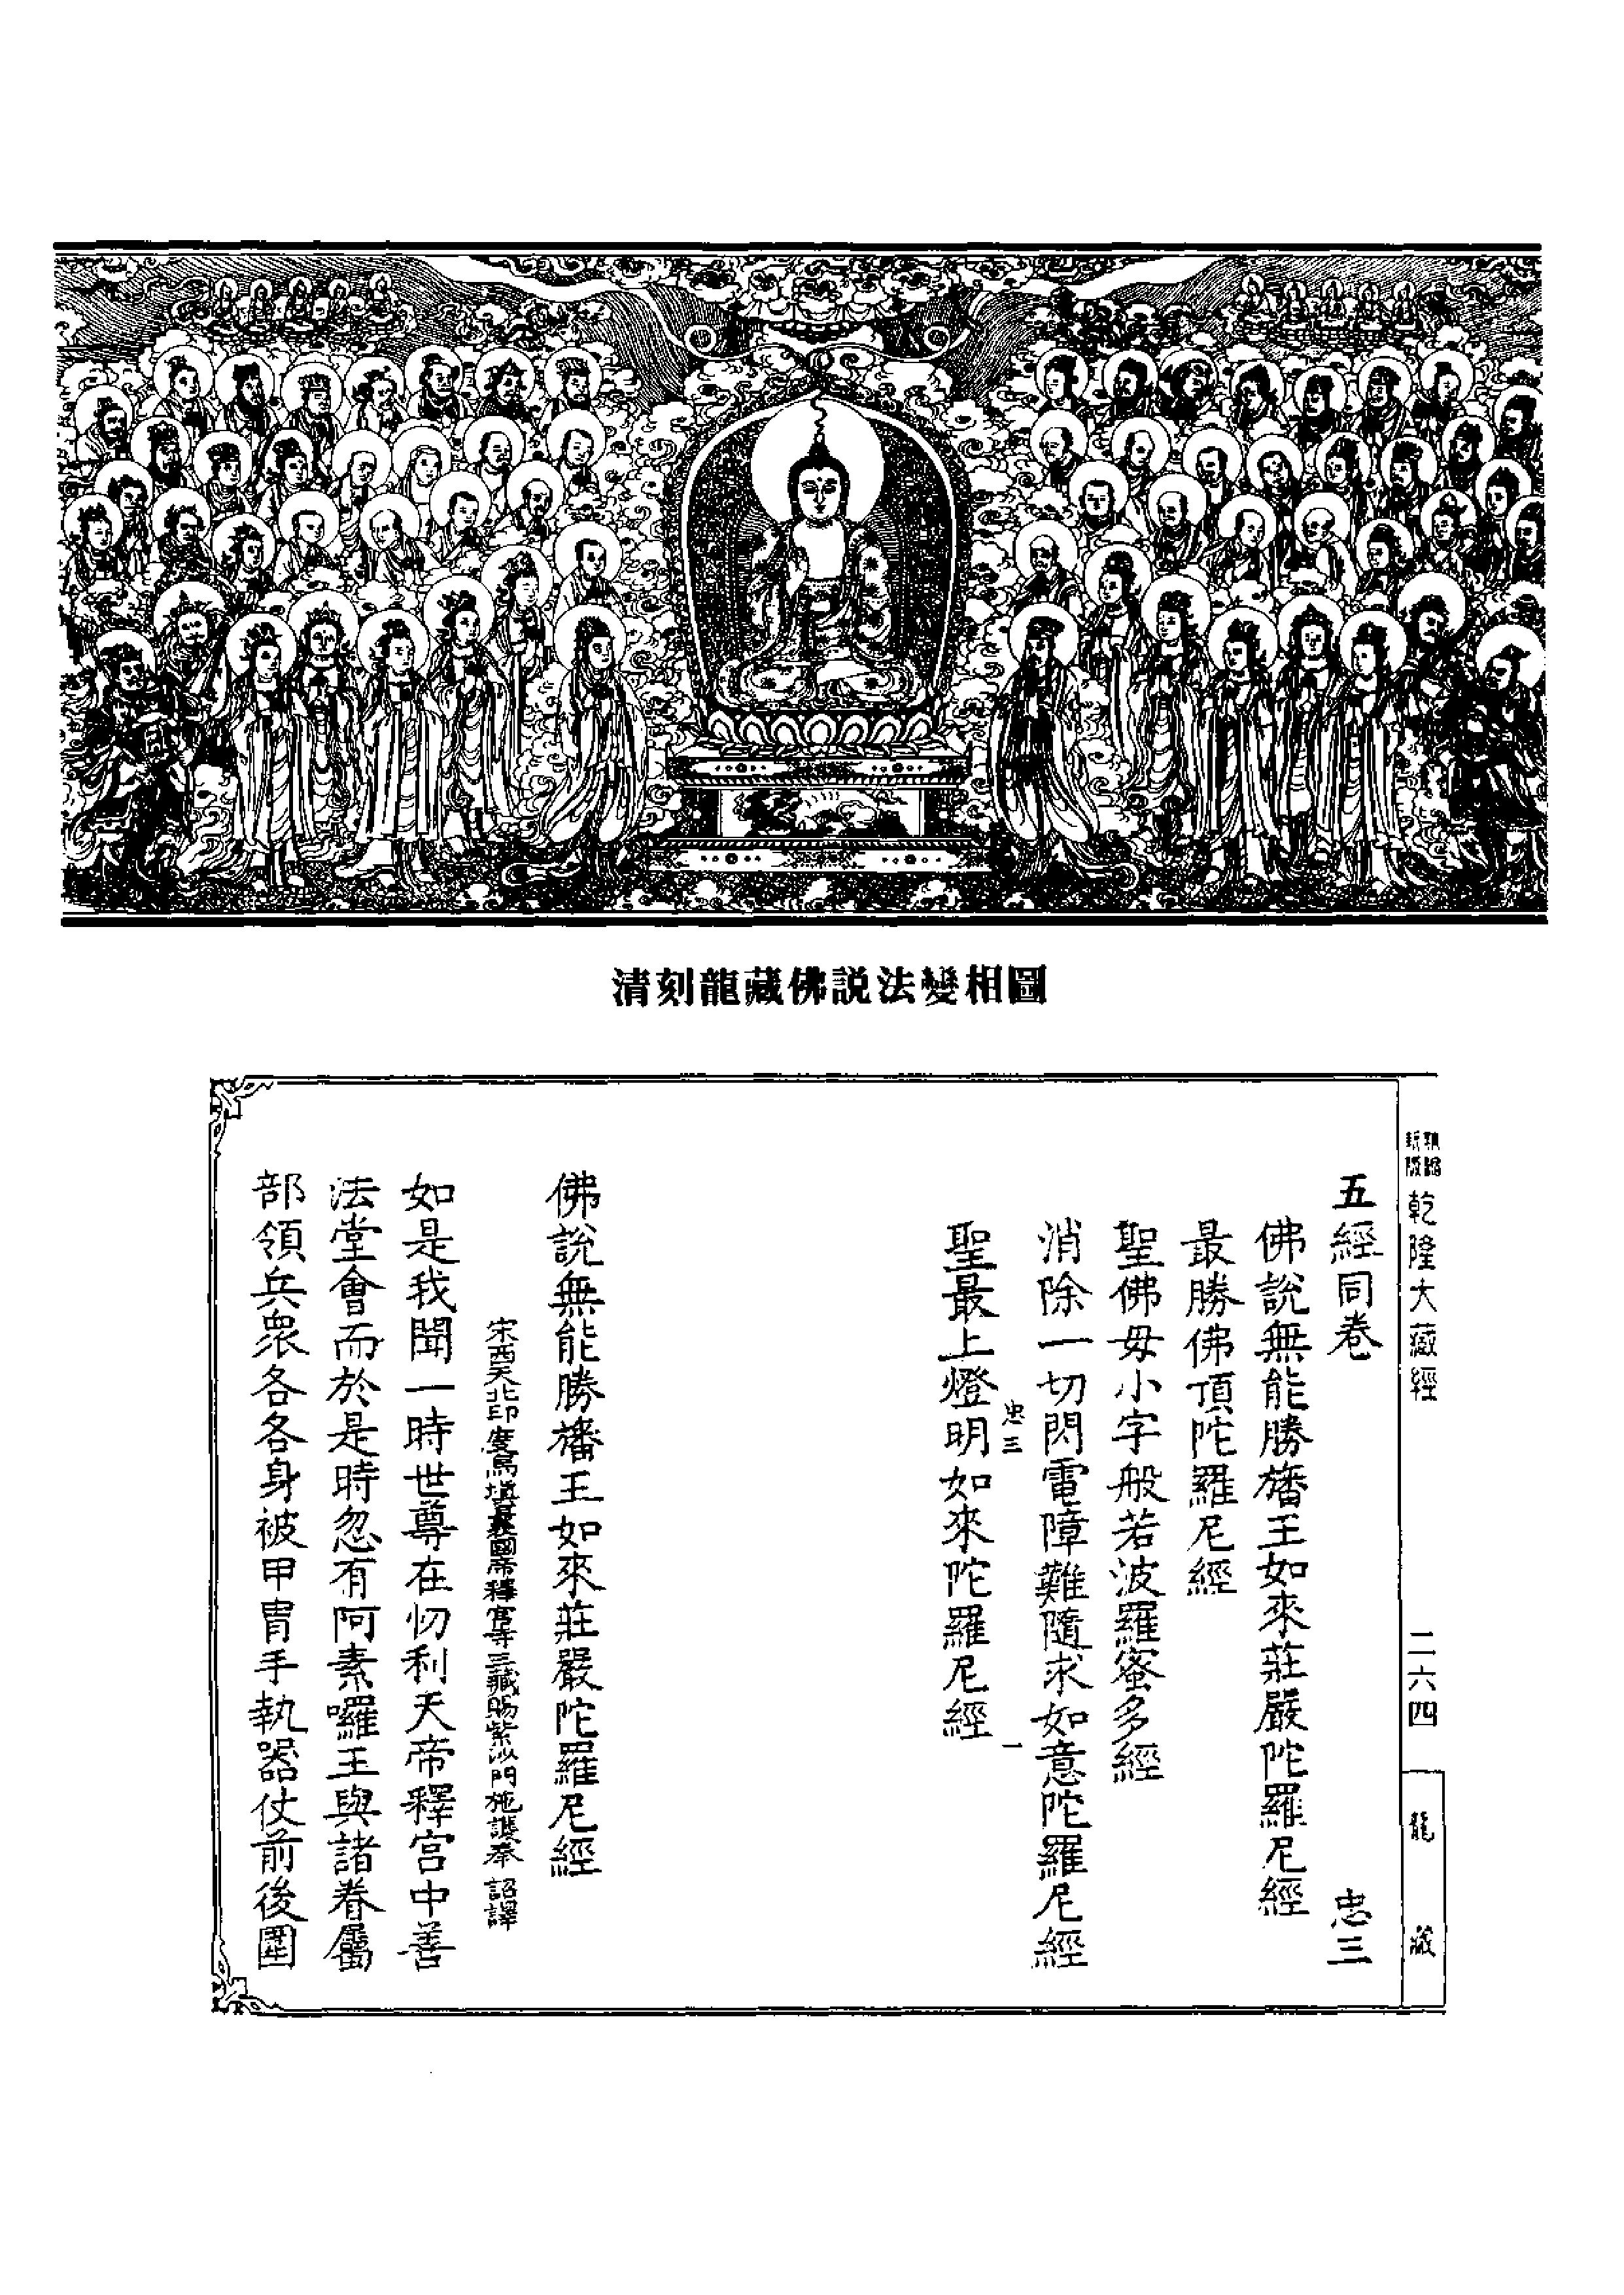 清刻龍藏佛説法變相圖
乾隆大藏經
二六四
龍藏
五經同卷 忠三
佛說無能勝旛王如來莊嚴陀羅尼經
最勝佛頂陀羅尼經
聖佛毋小字般若波羅蜜多經
消除一切閃電障難隨求如意陀羅尼經
忠三 一
聖最上燈明如來陀羅尼經
佛說無能勝旛王如來莊嚴陀羅尼經
宋西天北印度烏塡曩國帝釋宮寺三藏賜紫沙門施護奉 詔譯
如是我聞一時世尊在忉利天帝釋宮中善
法堂會而於是時忽有阿素囉王與諸眷屬
部領兵眾各各身被甲冑手執器仗前後圍